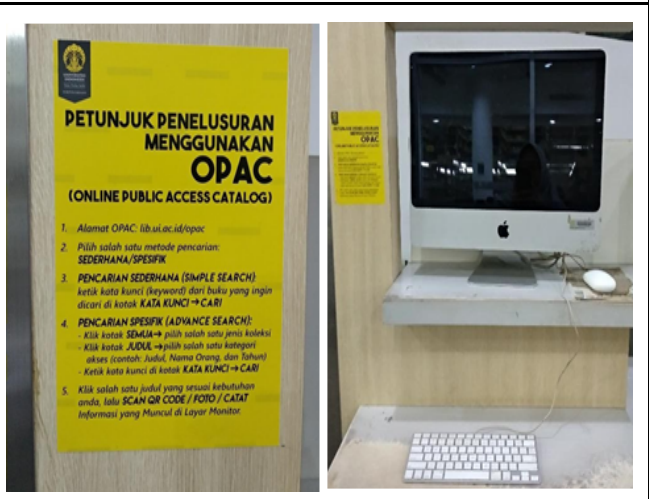 PETUNJUK PENELUSURAN
MENGGUNAKAN
OPAC
(ONLINE PUBLIC ACCESS CATALOG)
1. Alamat OPAC: lib.ui.ac.id/opac
2. Pilih salah satu metode pencarian:
SEDERHANA/SPESIFIK
3. PENCARIAN SEDERHANA (SIMPLE SEARCH):
ketik kata kunci (keyword) dari buku yang ingin
dicari di kotak KATA KUNCI → CARI
4. PENCARIAN SPESIFIK (ADVANCE SEARCH):
- Klik kotak SEMUA → pilih salah satu jenis koleksi
- Klik kotak JUDUL → pilih salah satu kategori
akses (contoh: Judul, Nama Orang, dan Tahun)
- Ketik kata kunci di kotak KATA KUNCI → CARI
5. Klik salah satu judul yang sesuai kebutuhan
anda, lalu SCAN QR CODE / FOTO / CATAT
Informasi yang Muncul di Layar Monitor.
PETUNJUK PENELUSURAN
MENGGUNAKAN
OPAC